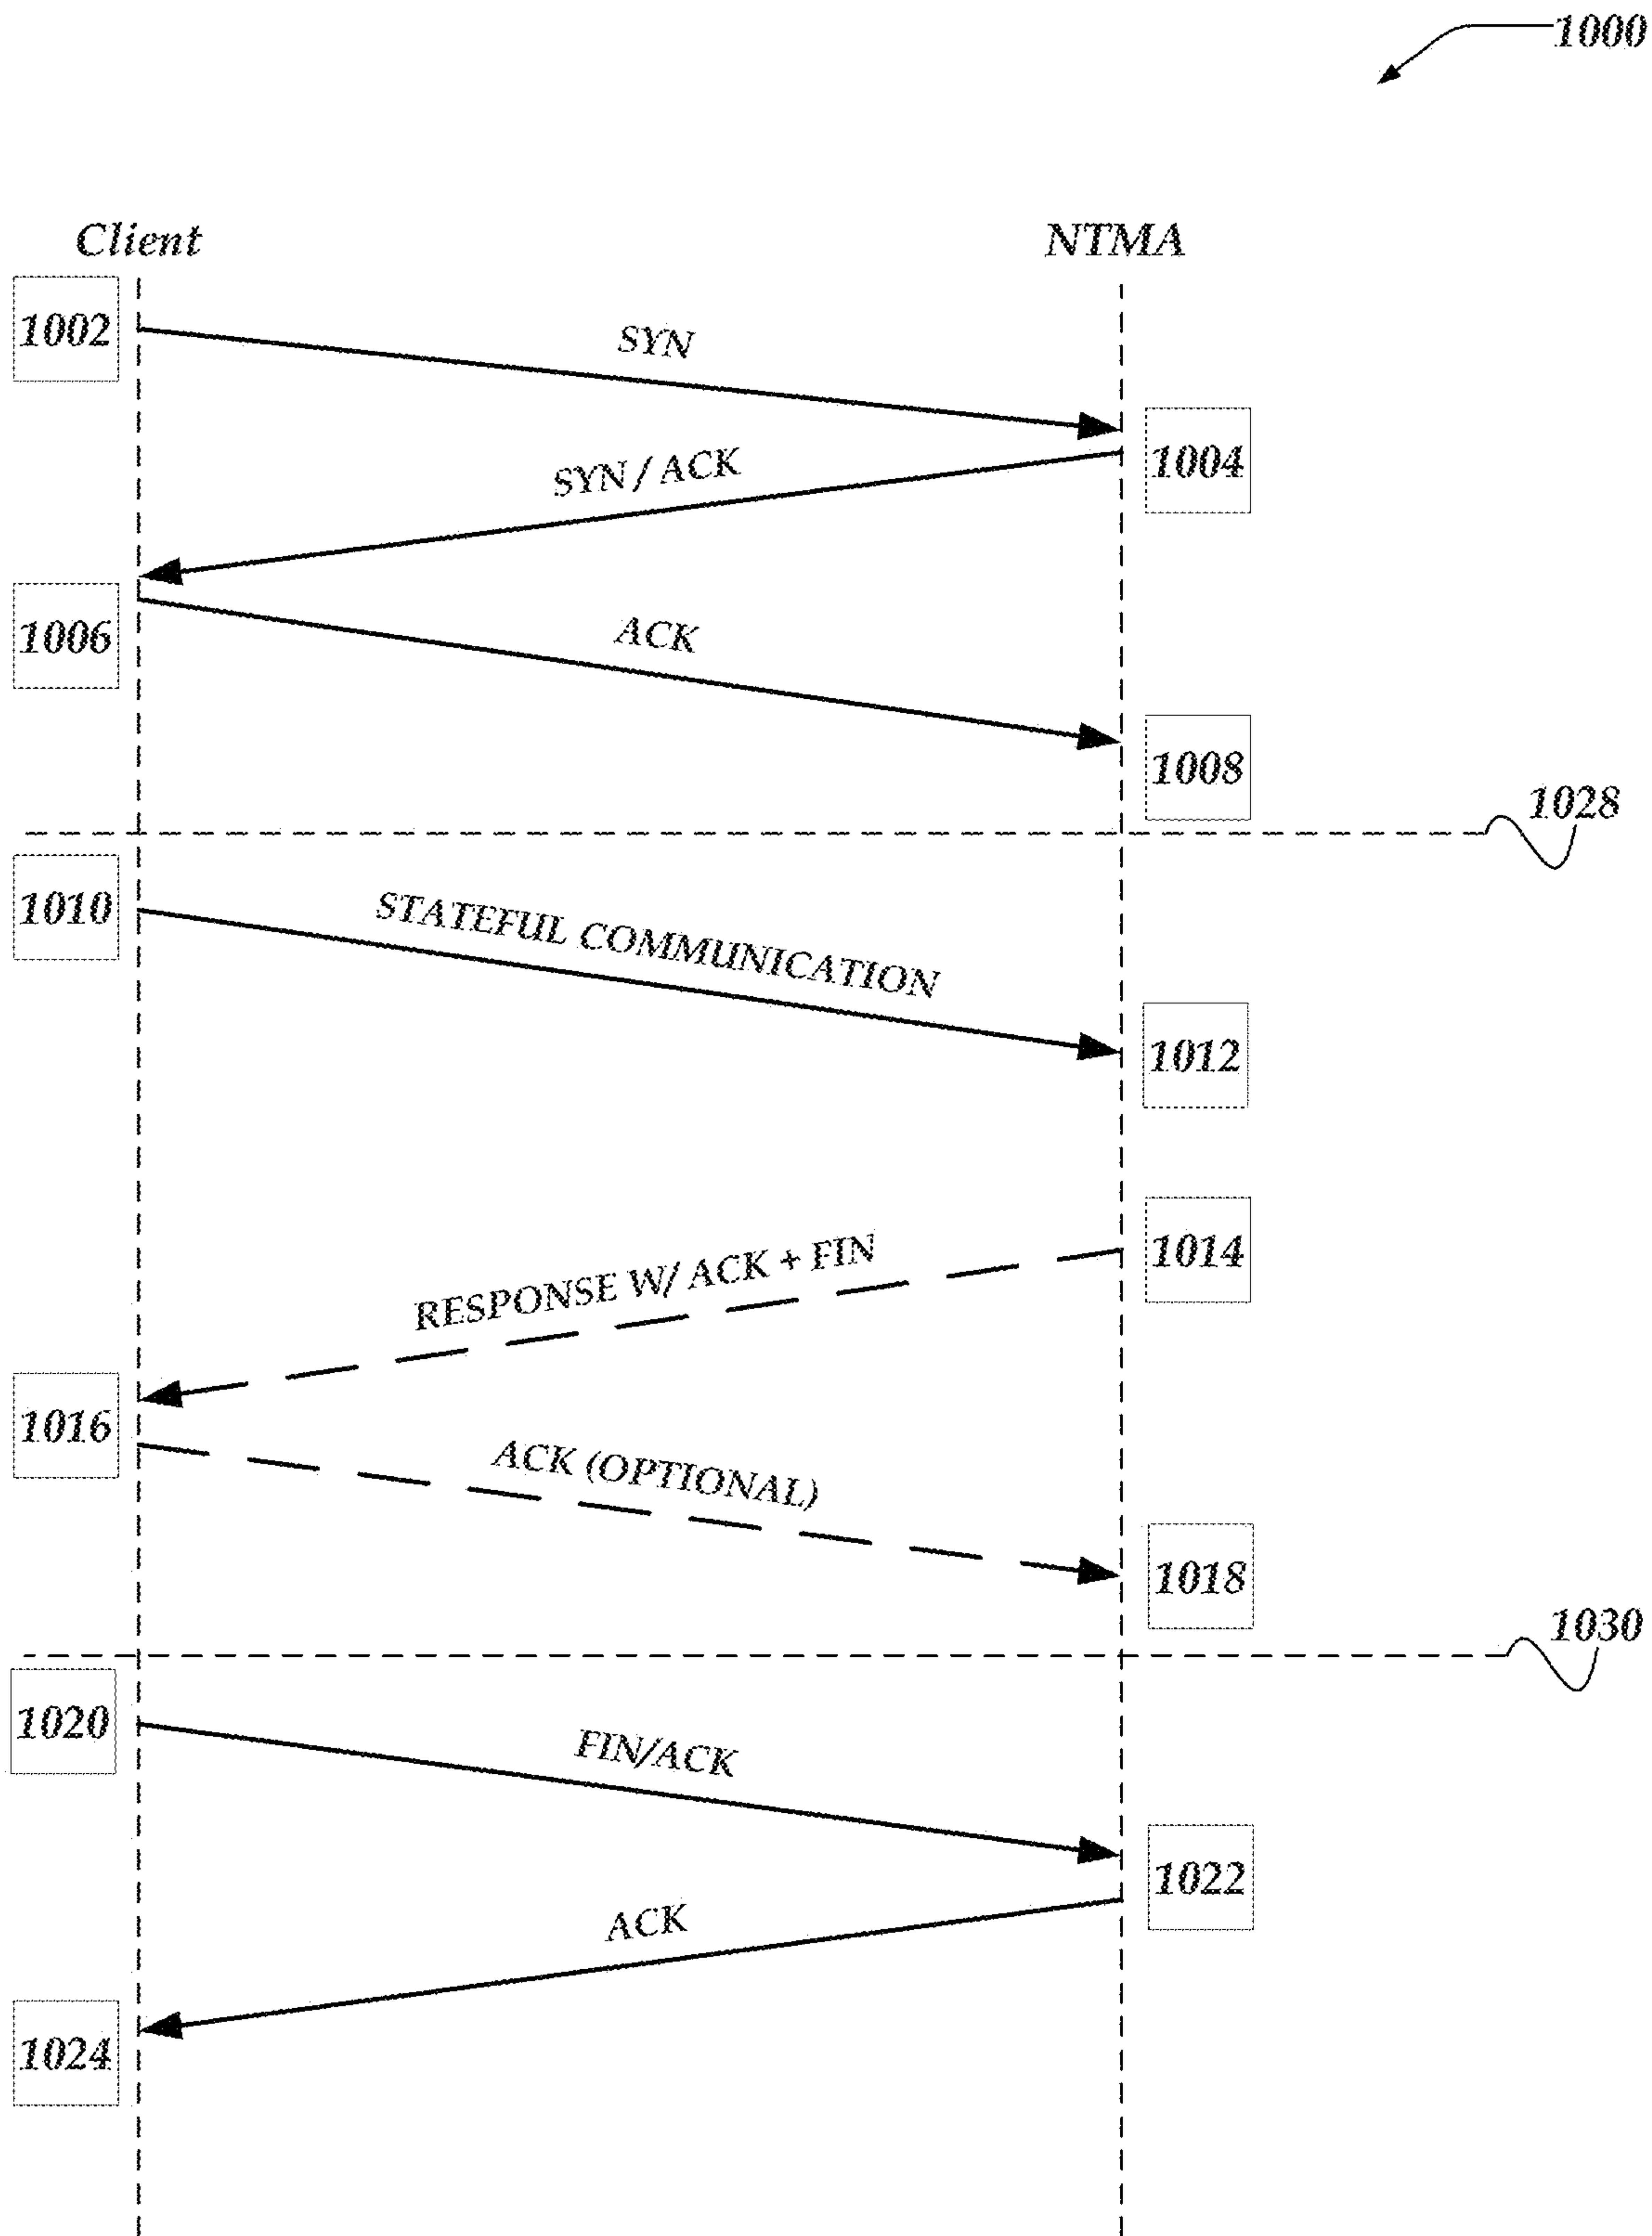 1000
Client
NTMA
1002
SYN
1004
SYN / ACK
1006
ACK
1008
1028
1010
STATEFUL COMMUNICATION
1012
1014
RESPONSE W/ ACK + FIN
1016
ACK (OPTIONAL)
1018
1030
1020
FIN/ACK
1022
ACK
1024